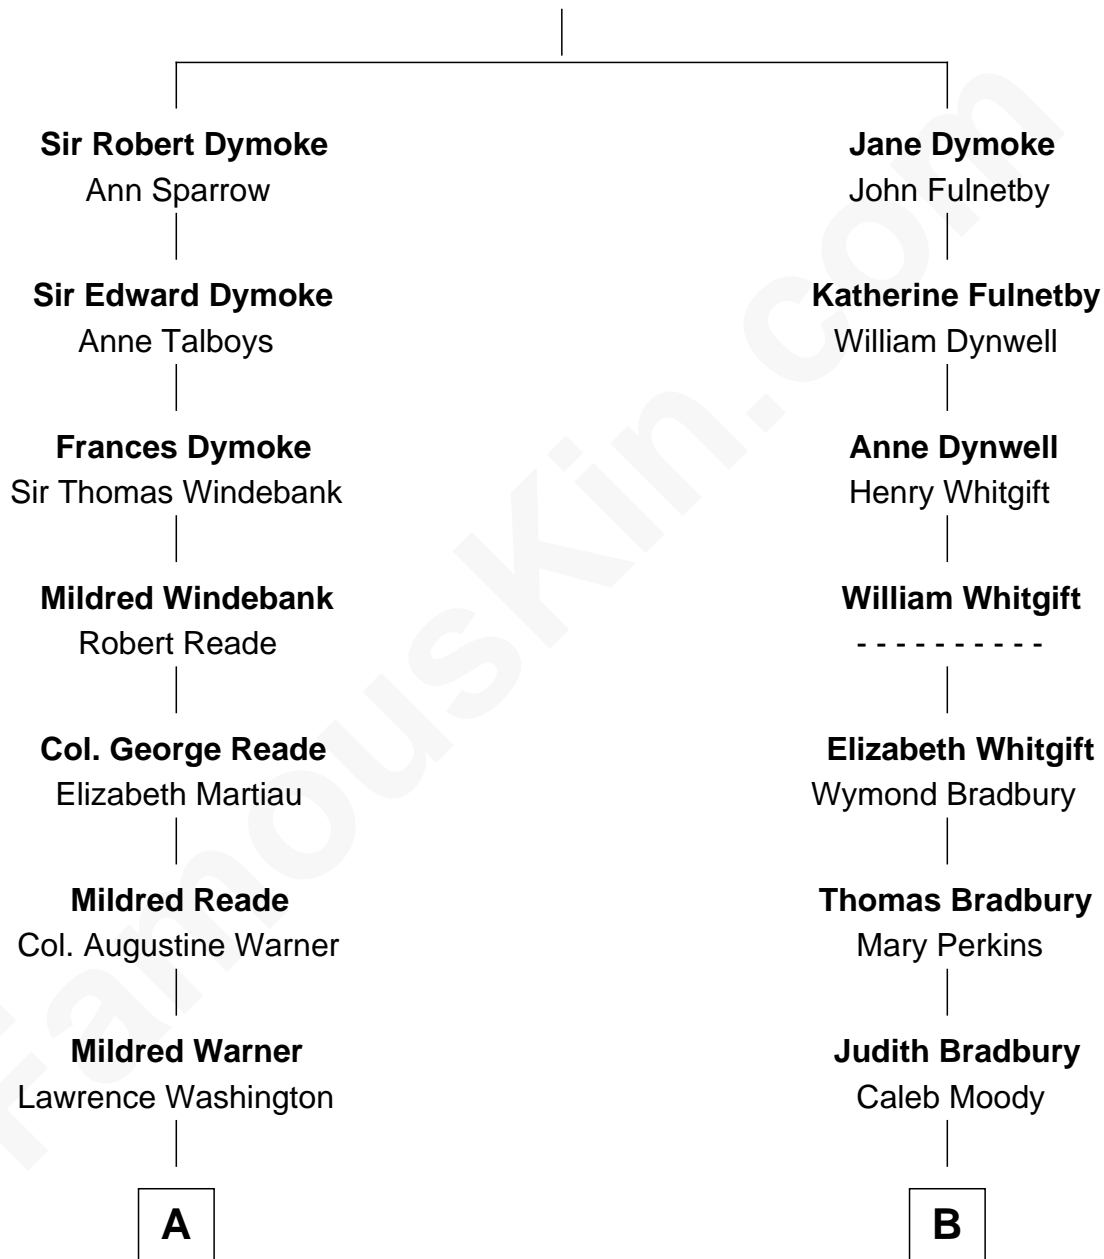 Sir Robert Dymoke
Ann Sparrow
Sir Edward Dymoke
Anne Talboys
Frances Dymoke
Sir Thomas Windebank
Mildred Windebank
Robert Reade
Col. George Reade
Elizabeth Martiau
Mildred Reade
Col. Augustine Warner
Mildred Warner
Lawrence Washington
A
Jane Dymoke
John Fulnetby
Katherine Fulnetby
William Dynwell
Anne Dynwell
Henry Whitgift
William Whitgift
- - - - - - - - - -
Elizabeth Whitgift
Wymond Bradbury
Thomas Bradbury
Mary Perkins
Judith Bradbury
Caleb Moody
B
FamousKin.com